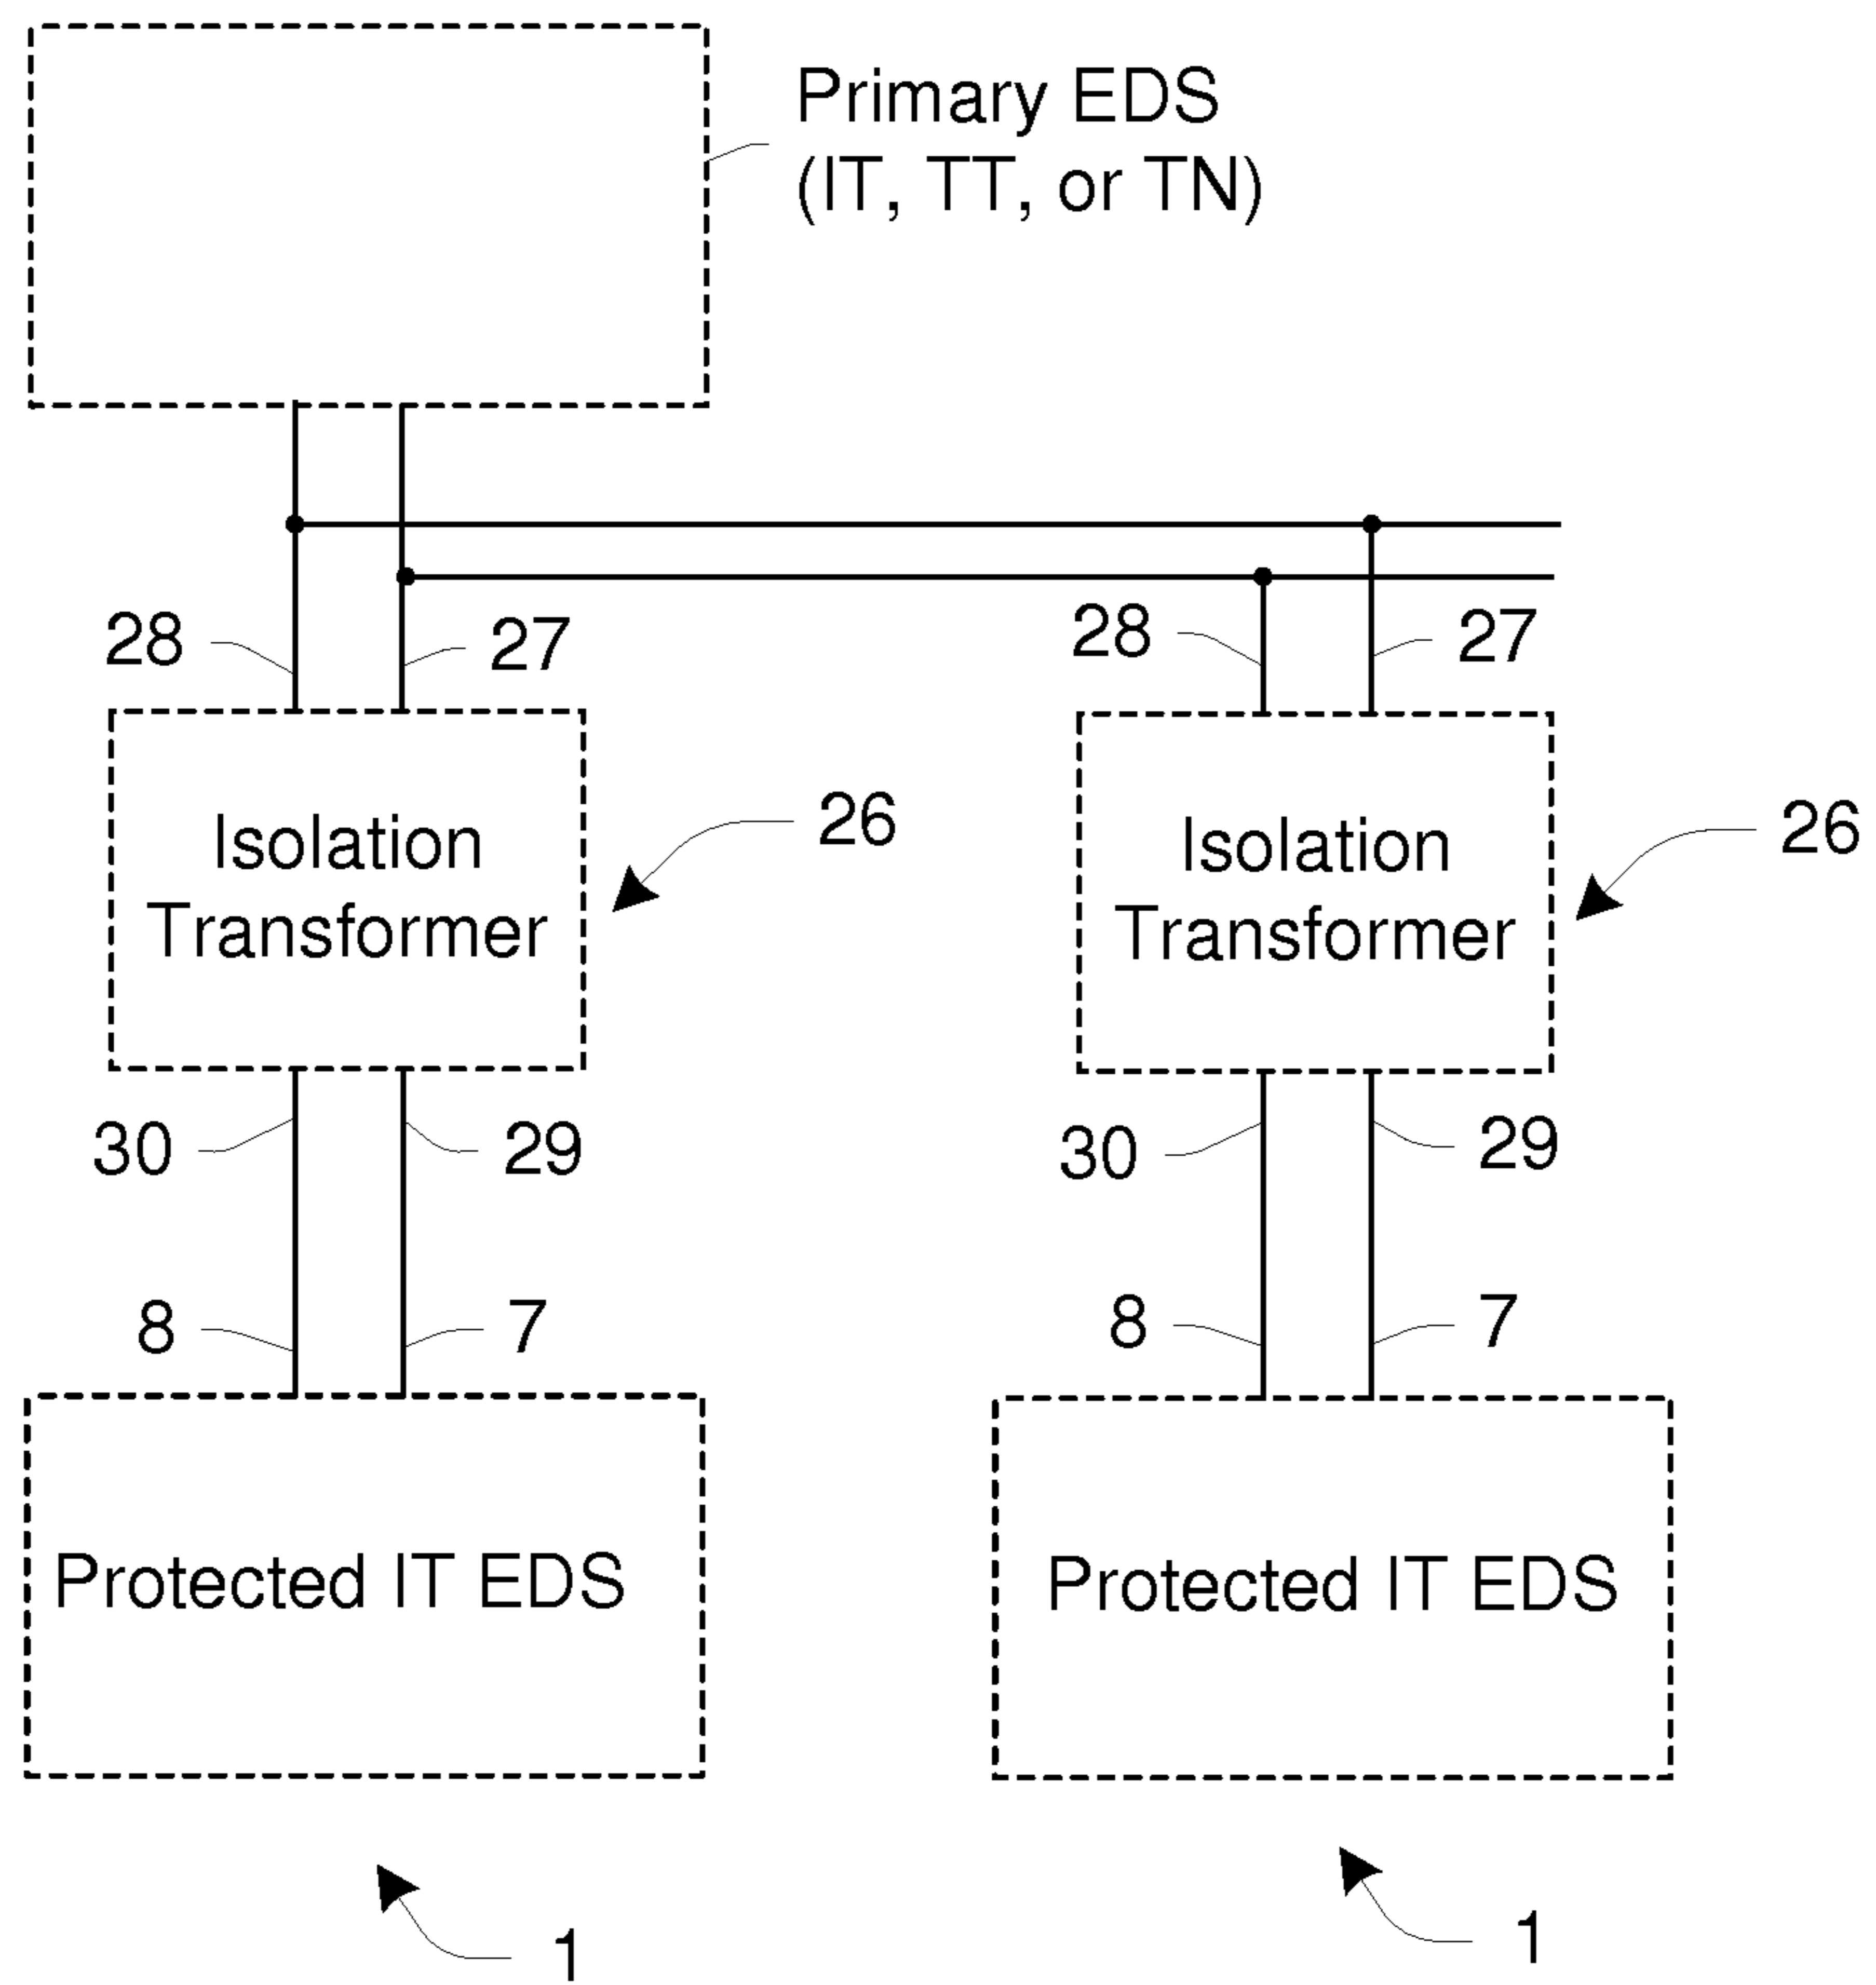 Primary EDS
(IT, TT, or TN)
28
27
28
27
Isolation
Transformer
26
Isolation
Transformer
26
30
29
30
29
8
7
8
7
Protected IT EDS
Protected IT EDS
1
1